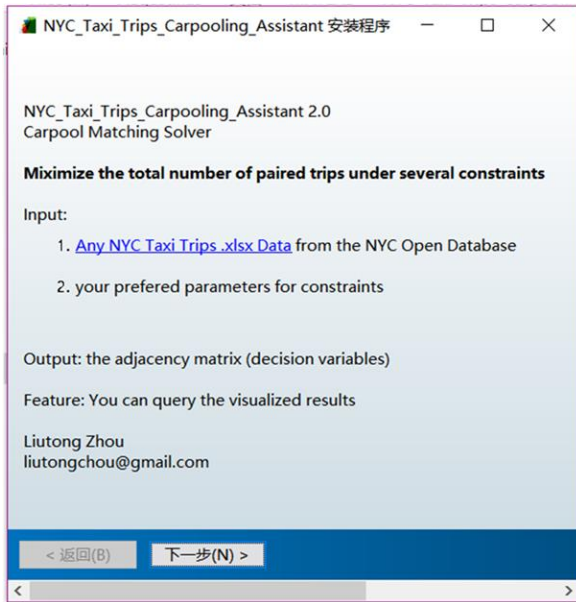 NYC_Taxi_Trips_Carpooling_Assistant 安装程序
NYC_Taxi_Trips_Carpooling_Assistant 2.0
Carpool Matching Solver
Miximize the total number of paired trips under several constraints
Input:
1. Any NYC Taxi Trips .xlsx Data from the NYC Open Database
2. your prefered parameters for constraints
Output: the adjacency matrix (decision variables)
Feature: You can query the visualized results
Liutong Zhou
liutongchou@gmail.com
< 返回(B) 下一步(N) >